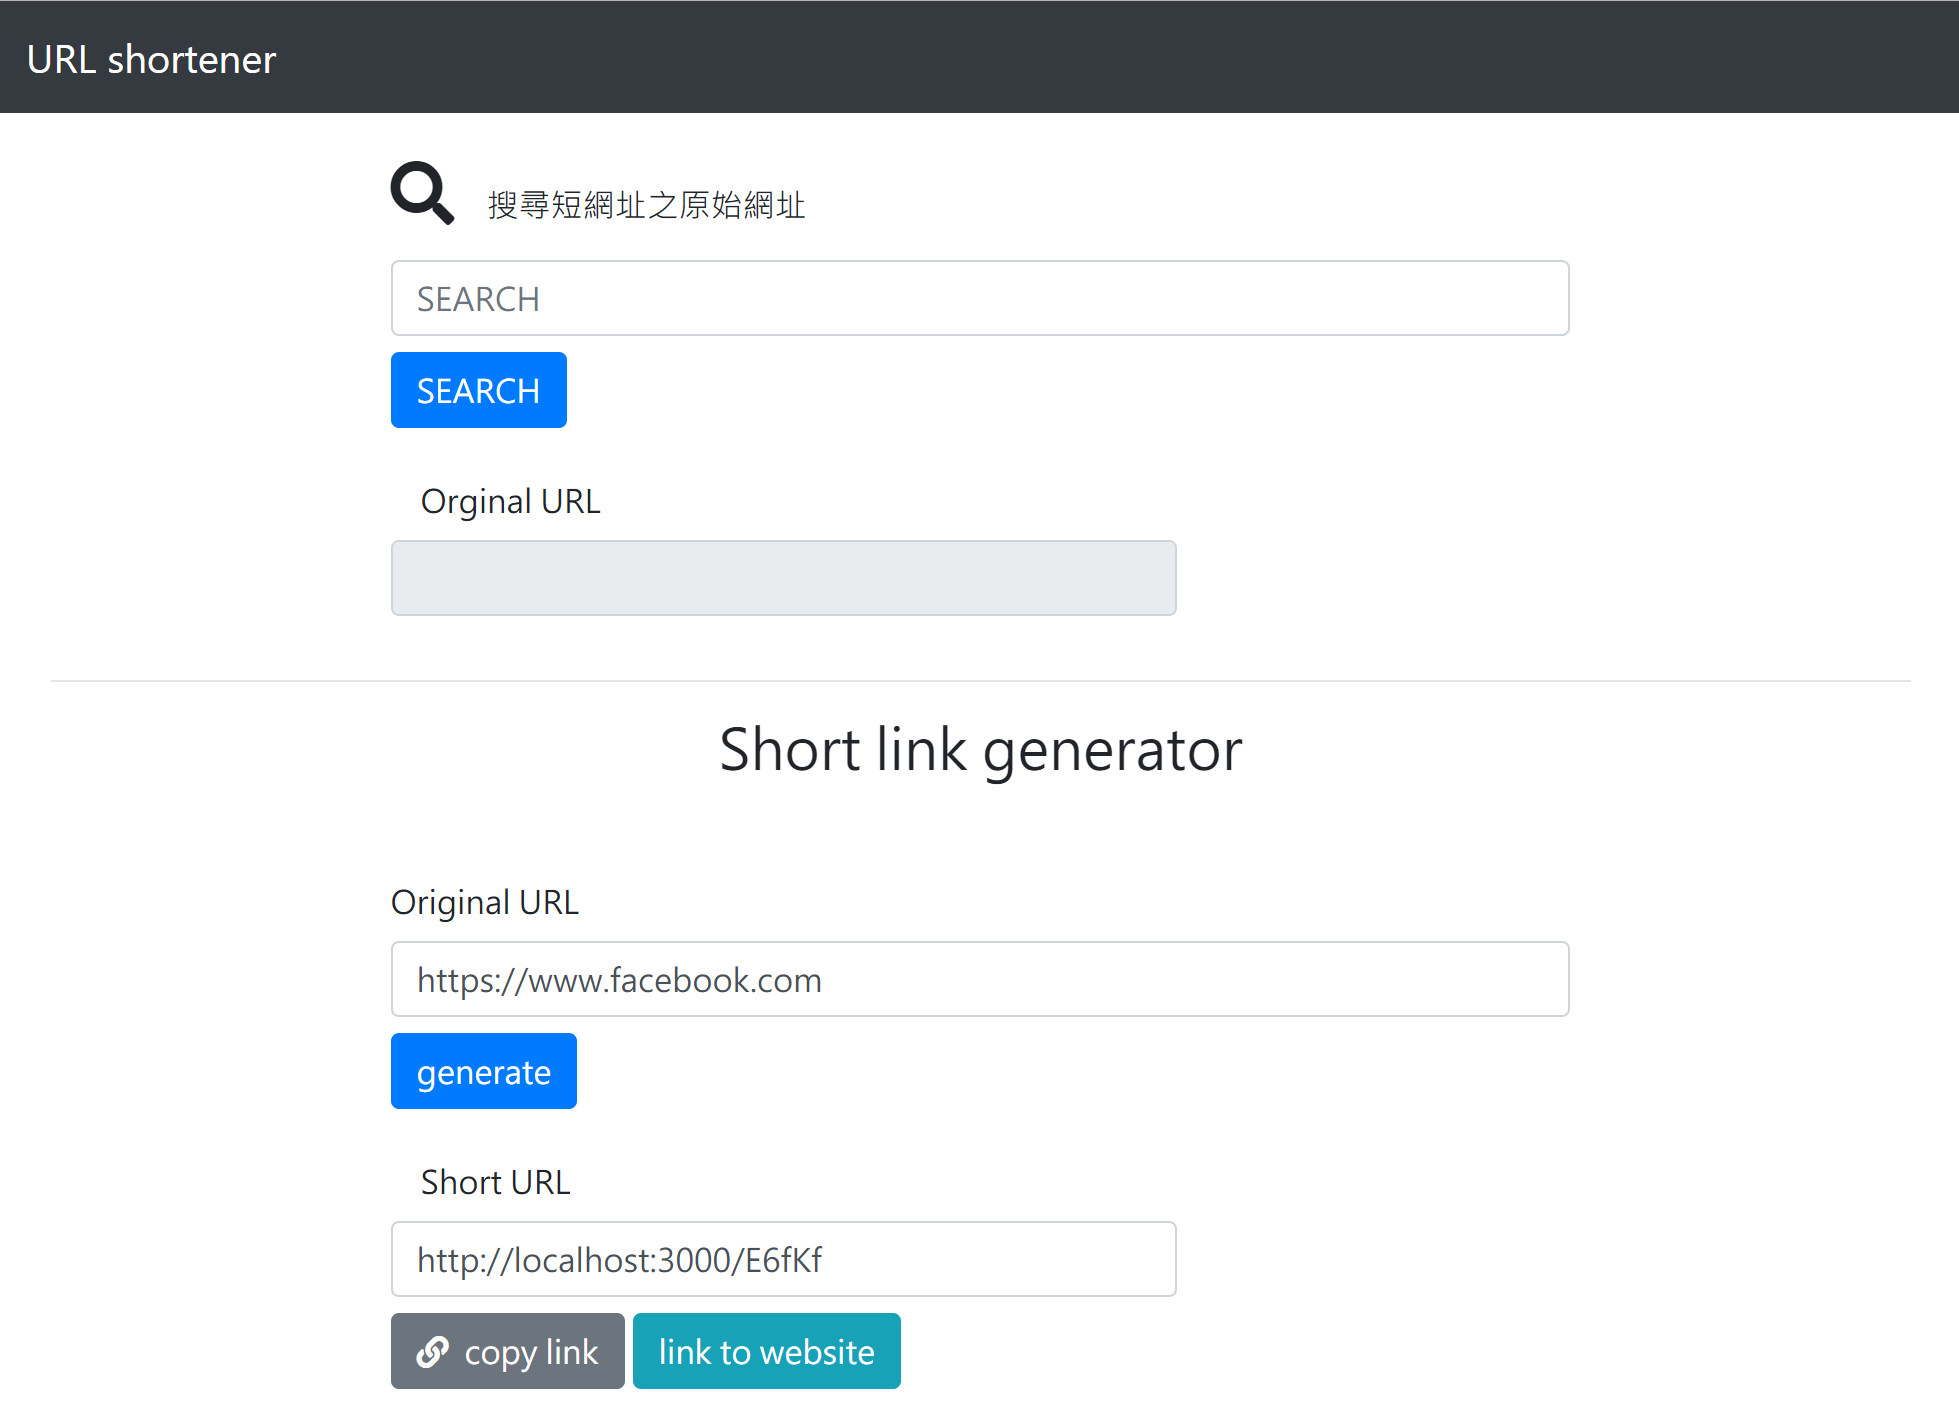 URL shortener
搜尋短網址之原始網址
SEARCH
SEARCH
Orginal URL
Short link generator
Original URL
https://www.facebook.com
generate
Short URL
http://localhost:3000/E6fKf
copy link
link to website